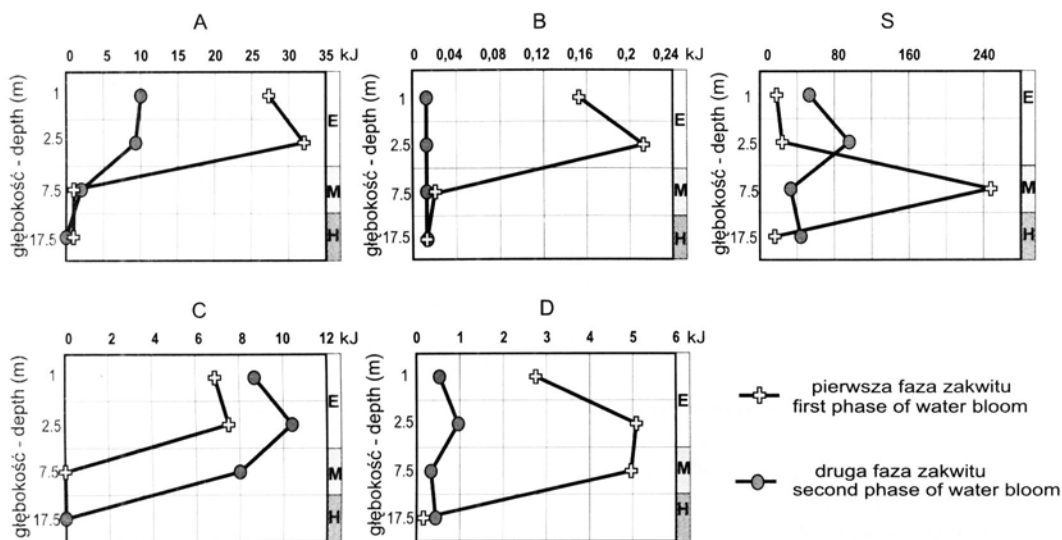 A
0 5 10 15 20 25 30 35 kJ
głębokość - depth (m)
1
2.5
7.5
17.5
E
M
H
B
0 0,04 0,08 0,12 0,16 0,2 0,24 kJ
głębokość - depth (m)
1
2.5
7.5
17.5
E
M
H
S
0 80 160 240
głębokość - depth (m)
1
2.5
7.5
17.5
E
M
H
C
0 2 4 6 8 10 12 kJ
głębokość - depth (m)
1
2.5
7.5
17.5
E
M
H
D
0 1 2 3 4 5 6 kJ
głębokość - depth (m)
1
2.5
7.5
17.5
E
M
H
pierwsza faza zakwitu
first phase of water bloom
druga faza zakwitu
second phase of water bloom